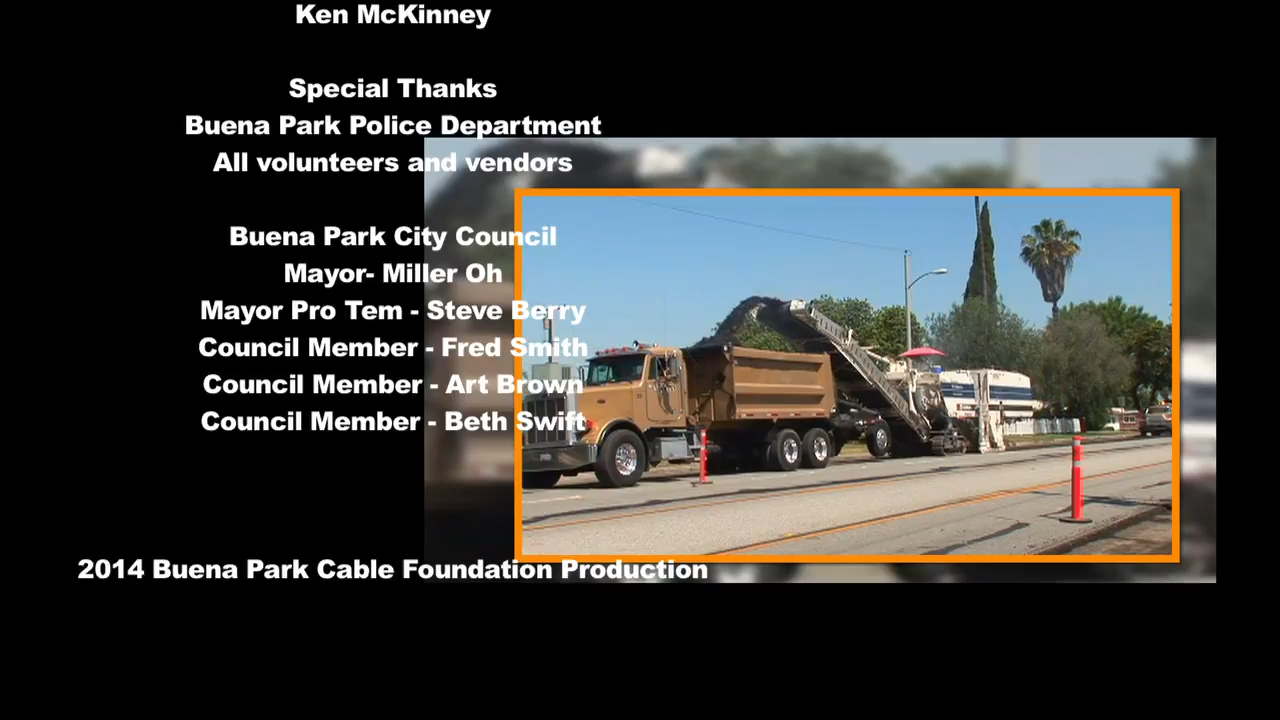 Ken McKinney
Special Thanks
Buena Park Police Department
All volunteers and vendors
Buena Park City Council
Mayor- Miller Oh
Mayor Pro Tem - Steve Berry
Council Member - Fred Smith
Council Member - Art Brown
Council Member - Beth Swift
2014 Buena Park Cable Foundation Production